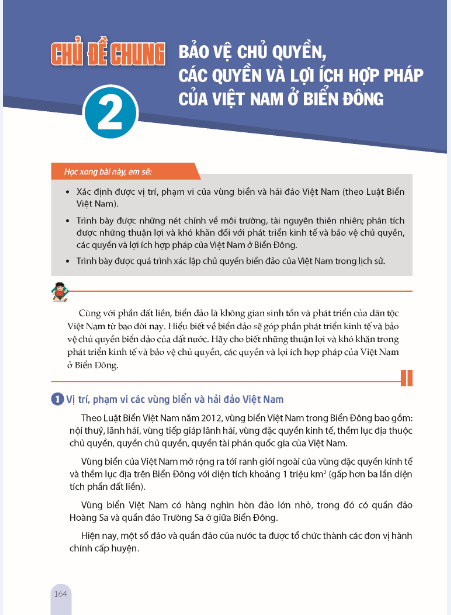 CHỦ ĐỀ CHUNG
2
BẢO VỆ CHỦ QUYỀN,
CÁC QUYỀN VÀ LỢI ÍCH HỢP PHÁP
CỦA VIỆT NAM Ở BIỂN ĐÔNG
Học xong bài này, em sẽ:
• Xác định được vị trí, phạm vi của vùng biển và hải đảo Việt Nam (theo Luật Biển
Việt Nam).
• Trình bày được những nét chính về môi trường, tài nguyên thiên nhiên; phân tích
được những thuận lợi và khó khăn đối với phát triển kinh tế và bảo vệ chủ quyền,
các quyền và lợi ích hợp pháp của Việt Nam ở Biển Đông.
• Trình bày được quá trình xác lập chủ quyền biển đảo của Việt Nam trong lịch sử.
Cùng với phần đất liền, biển đảo là không gian sinh tồn và phát triển của dân tộc
Việt Nam từ bao đời nay. Hiểu biết về biển đảo sẽ góp phần phát triển kinh tế và bảo
vệ chủ quyền biển đảo của đất nước. Hãy cho biết những thuận lợi và khó khăn trong
phát triển kinh tế và bảo vệ chủ quyền, các quyền và lợi ích hợp pháp của Việt Nam
ở Biển Đông.
1 Vị trí, phạm vi các vùng biển và hải đảo Việt Nam
Theo Luật Biển Việt Nam năm 2012, vùng biển Việt Nam trong Biển Đông bao gồm:
nội thuỷ, lãnh hải, vùng tiếp giáp lãnh hải, vùng đặc quyền kinh tế, thềm lục địa thuộc
chủ quyền, quyền chủ quyền, quyền tài phán quốc gia của Việt Nam.
Vùng biển của Việt Nam mở rộng ra tới ranh giới ngoài của vùng đặc quyền kinh tế
và thềm lục địa trên Biển Đông với diện tích khoảng 1 triệu km² (gấp hơn ba lần diện
tích phần đất liền).
Vùng biển Việt Nam có hàng nghìn hòn đảo lớn nhỏ, trong đó có quần đảo
Hoàng Sa và quần đảo Trường Sa ở giữa Biển Đông.
Hiện nay, một số đảo và quần đảo của nước ta được tổ chức thành các đơn vị hành
chính cấp huyện.
164